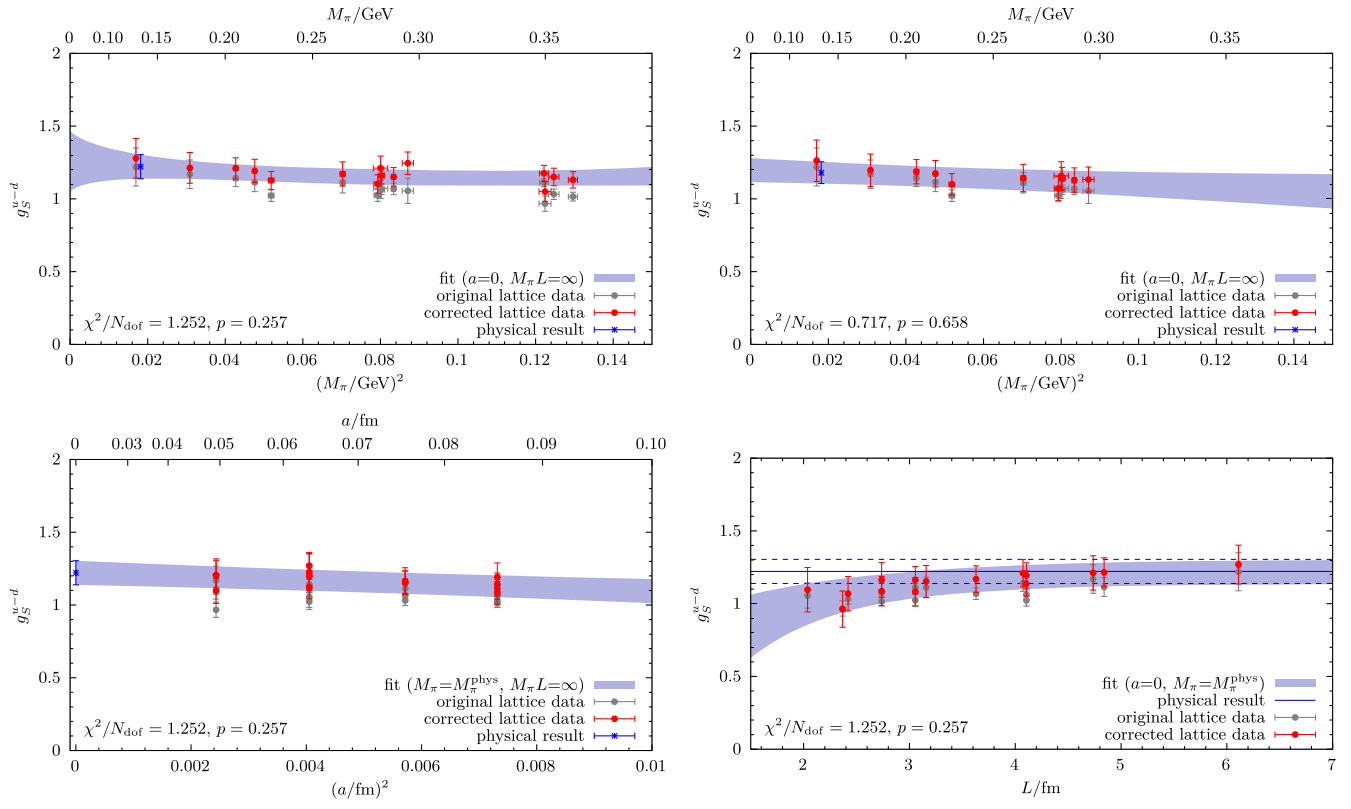 M_π/GeV
0 0.10 0.15 0.20 0.25 0.30 0.35
2
1.5
1
0.5
0
g_S^{u−d}
fit (a=0, M_πL=∞)
original lattice data
corrected lattice data
physical result
χ²/N_dof = 1.252, p = 0.257
0 0.02 0.04 0.06 0.08 0.1 0.12 0.14
(M_π/GeV)²
M_π/GeV
0 0.10 0.15 0.20 0.25 0.30 0.35
2
1.5
1
0.5
0
g_S^{u−d}
fit (a=0, M_πL=∞)
original lattice data
corrected lattice data
physical result
χ²/N_dof = 0.717, p = 0.658
0 0.02 0.04 0.06 0.08 0.1 0.12 0.14
(M_π/GeV)²
a/fm
0 0.03 0.04 0.05 0.06 0.07 0.08 0.09 0.10
2
1.5
1
0.5
0
g_S^{u−d}
fit (M_π=M_π^phys, M_πL=∞)
original lattice data
corrected lattice data
physical result
χ²/N_dof = 1.252, p = 0.257
0 0.002 0.004 0.006 0.008 0.01
(a/fm)²
2
1.5
1
0.5
0
g_S^{u−d}
fit (a=0, M_π=M_π^phys)
physical result
original lattice data
corrected lattice data
χ²/N_dof = 1.252, p = 0.257
2 3 4 5 6 7
L/fm